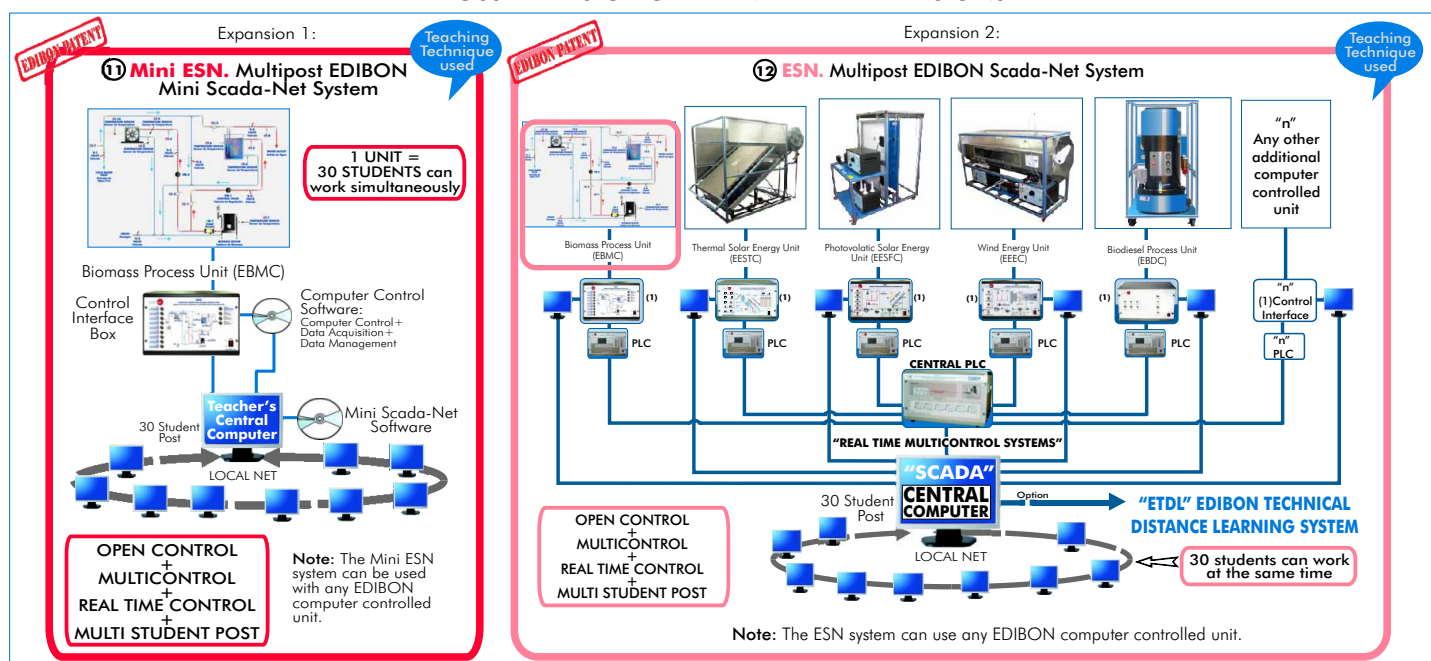 Expansion 1:
EDIBON PATENT
Teaching
Technique
used
11 Mini ESN. Multipost EDIBON
Mini Scada-Net System
1 UNIT =
30 STUDENTS can
work simultaneously
Biomass Process Unit (EBMC)
Control
Interface
Box
Computer Control
Software:
Computer Control+
Data Acquisition+
Data Management
Teacher's
Central
Computer
Mini Scada-Net
Software
30 Student
Post
LOCAL NET
OPEN CONTROL
+
MULTICONTROL
+
REAL TIME CONTROL
+
MULTI STUDENT POST
Note: The Mini ESN
system can be used
with any EDIBON
computer controlled
unit.
Expansion 2:
EDIBON PATENT
Teaching
Technique
used
12 ESN. Multipost EDIBON Scada-Net System
Biomass Process Unit
(EBMC)
Thermal Solar Energy Unit
(EESTC)
Photovolatic Solar Energy
Unit (EESFC)
Wind Energy Unit
(EEEC)
Biodiesel Process Unit
(EBDC)
"n"
Any other
additional
computer
controlled
unit
(1)
(1)
(1)
(1)
(1)
"n"
(1)Control
Interface
PLC
PLC
PLC
PLC
PLC
"n"
PLC
CENTRAL PLC
"REAL TIME MULTICONTROL SYSTEMS"
"SCADA"
CENTRAL
COMPUTER
Option
"ETDL" EDIBON TECHNICAL
DISTANCE LEARNING SYSTEM
30 Student
Post
LOCAL NET
30 students can work
at the same time
OPEN CONTROL
+
MULTICONTROL
+
REAL TIME CONTROL
+
MULTI STUDENT POST
Note: The ESN system can use any EDIBON computer controlled unit.